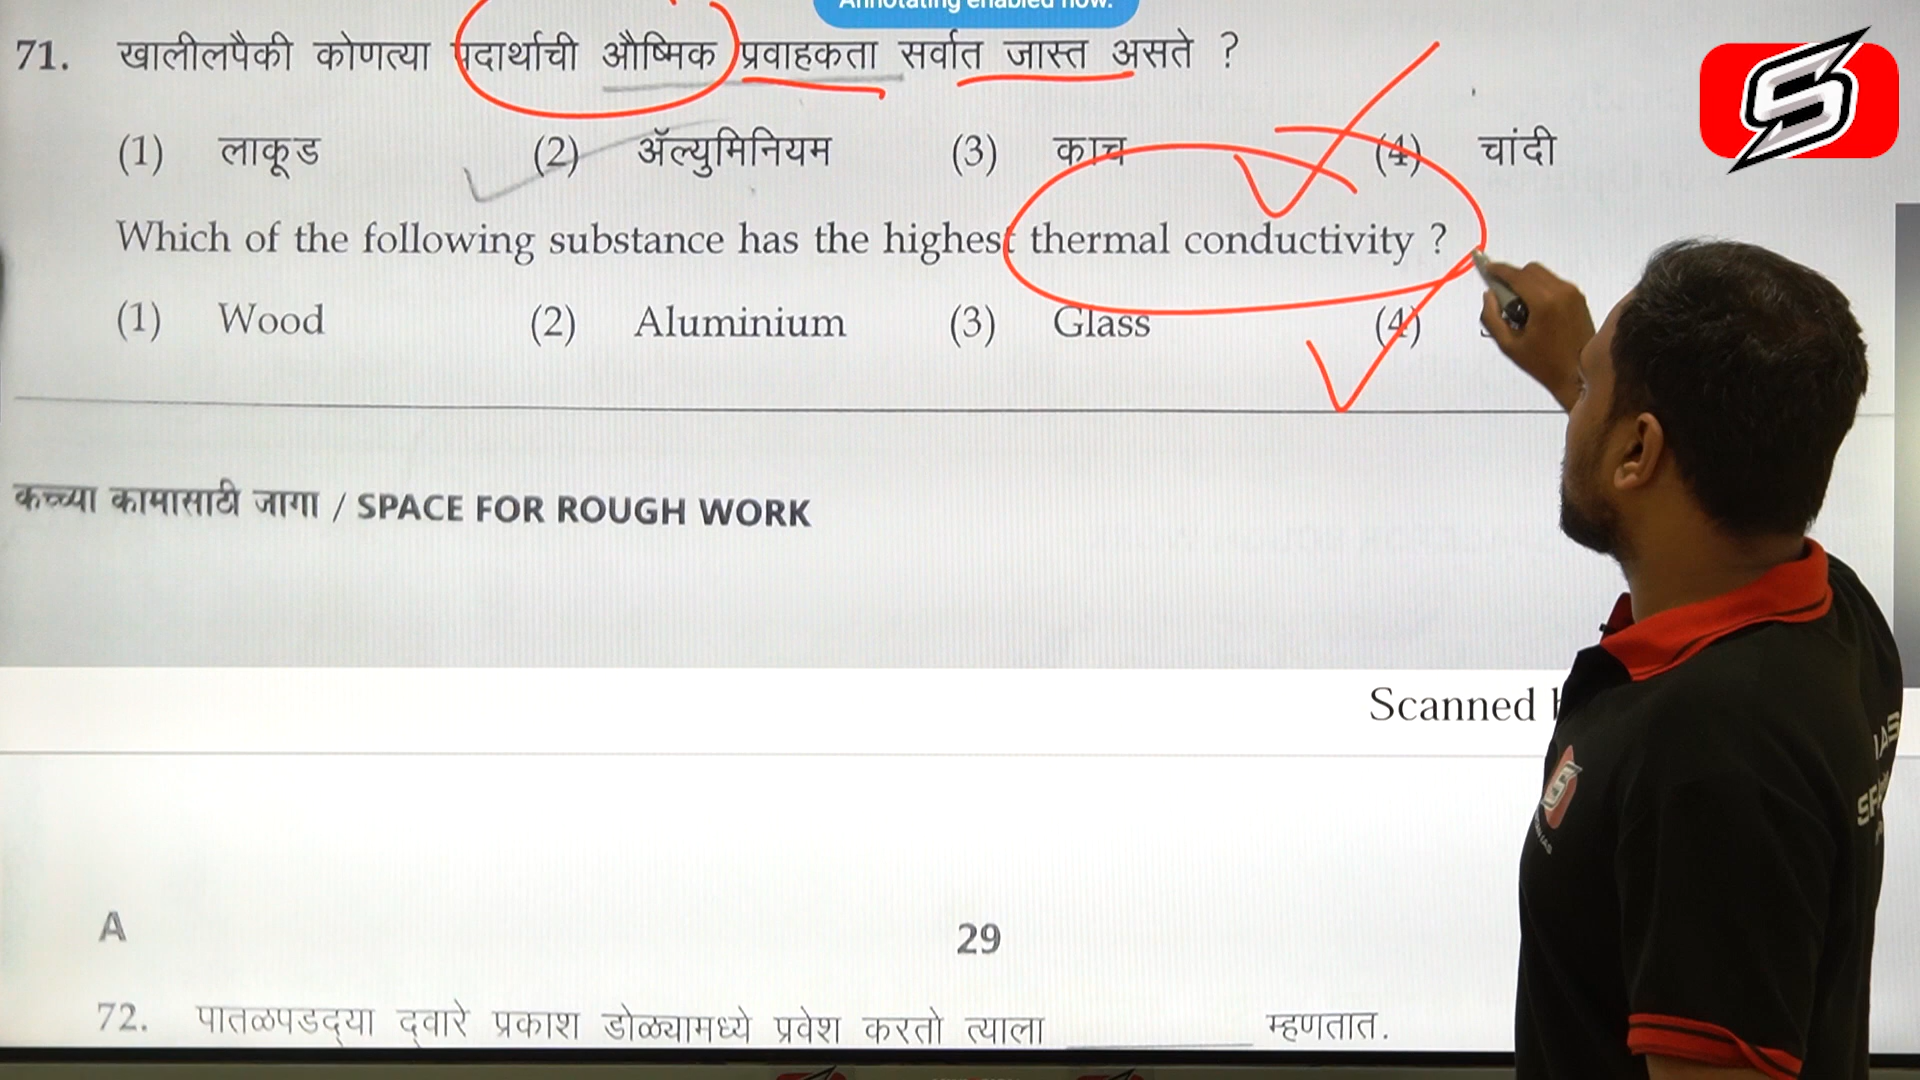 Annotating enabled now.
71. खालीलपैकी कोणत्या पदार्थाची औष्मिक प्रवाहकता सर्वात जास्त असते ?
(1) लाकूड (2) ॲल्युमिनियम (3) काच (4) चांदी
Which of the following substance has the highest thermal conductivity ?
(1) Wood (2) Aluminium (3) Glass (4)
कच्च्या कामासाठी जागा / SPACE FOR ROUGH WORK
Scanned
IAS
A
29
72. पातळपडद्या द्वारे प्रकाश डोळ्यामध्ये प्रवेश करतो त्याला __________ म्हणतात.